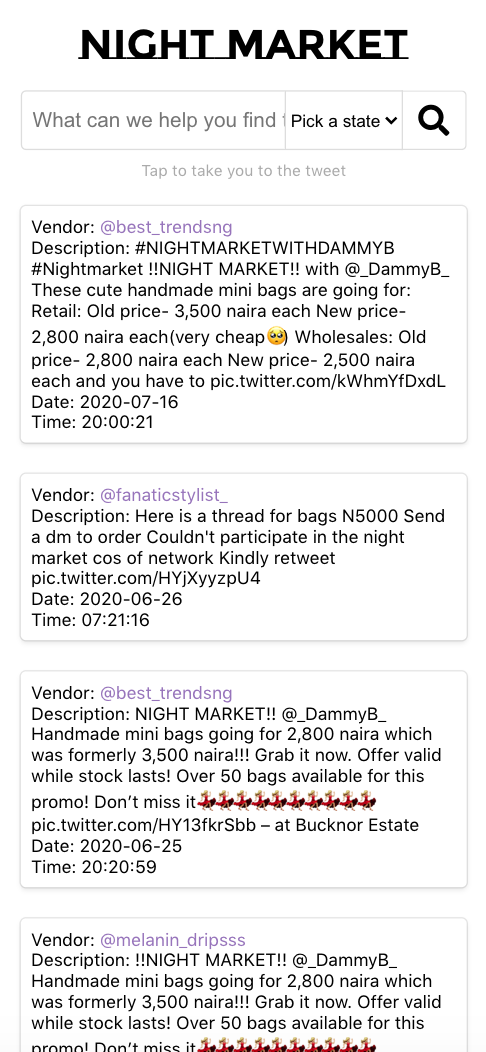 NIGHT MARKET
What can we help you find
Pick a state
Tap to take you to the tweet
Vendor: @best_trendsng
Description: #NIGHTMARKETWITHDAMMYB
#Nightmarket !!NIGHT MARKET!! with @_DammyB_
These cute handmade mini bags are going for:
Retail: Old price- 3,500 naira each New price-
2,800 naira each(very cheap🥺) Wholesales: Old
price- 2,800 naira each New price- 2,500 naira
each and you have to pic.twitter.com/kWhmYfDxdL
Date: 2020-07-16
Time: 20:00:21
Vendor: @fanaticstylist_
Description: Here is a thread for bags N5000 Send
a dm to order Couldn't participate in the night
market cos of network Kindly retweet
pic.twitter.com/HYjXyyzpU4
Date: 2020-06-26
Time: 07:21:16
Vendor: @best_trendsng
Description: NIGHT MARKET!! @_DammyB_
Handmade mini bags going for 2,800 naira which
was formerly 3,500 naira!!! Grab it now. Offer valid
while stock lasts! Over 50 bags available for this
promo! Don’t miss it💃💃💃💃💃💃💃💃💃💃
pic.twitter.com/HY13fkrSbb – at Bucknor Estate
Date: 2020-06-25
Time: 20:20:59
Vendor: @melanin_dripsss
Description: !!NIGHT MARKET!! @_DammyB_
Handmade mini bags going for 2,800 naira which
was formerly 3,500 naira!!! Grab it now. Offer valid
while stock lasts! Over 50 bags available for this
promo! Don’t miss it💃💃💃💃💃💃💃💃💃💃